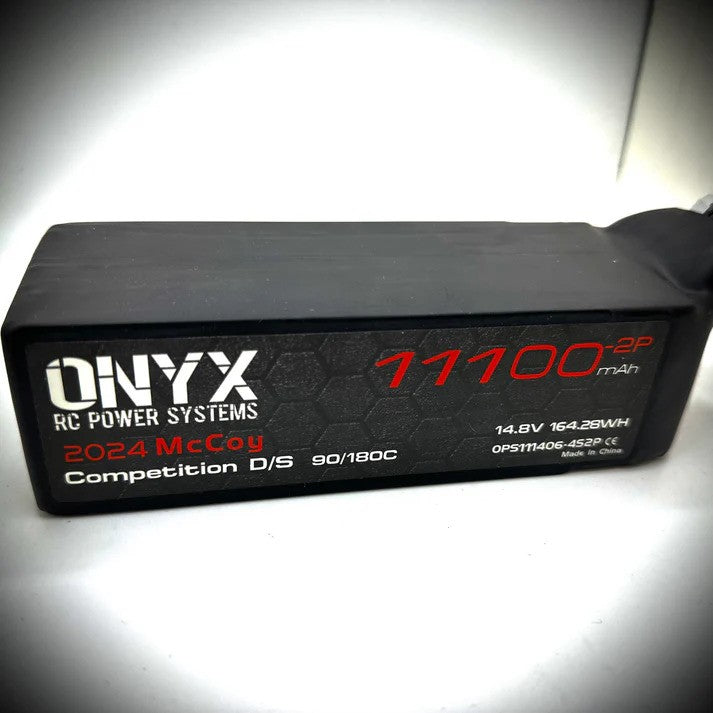 ONYX
RC POWER SYSTEMS
2024 McCoy
Competition D/S 90/180C
11100-2P
mAh
14.8V 164.28WH
OPS111406-4S2P CE
Made in China